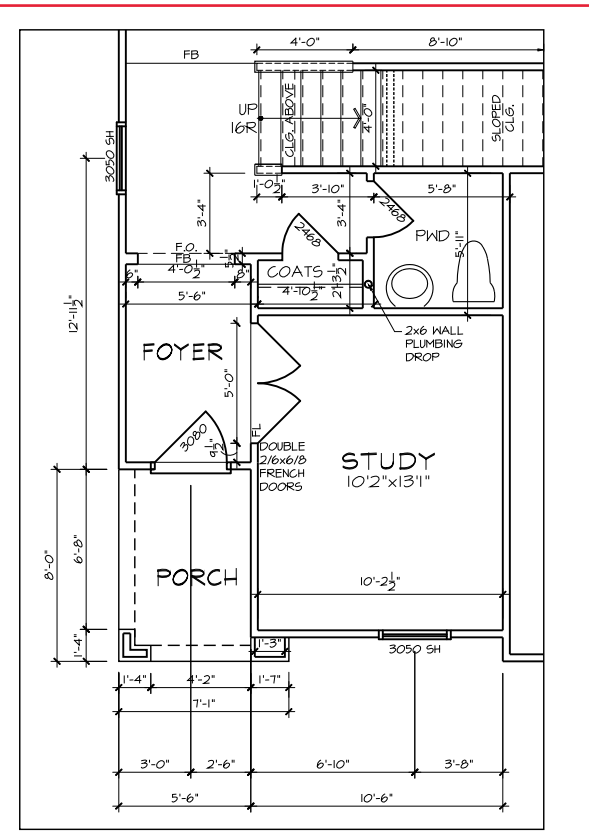 4'-0"
8'-10"
FB
UP
16R
CLG. ABOVE
4'-0"
SLOPED
CLG.
3050 SH
1'-0½"
3'-10"
5'-8"
3'-4"
3'-4"
2468
2468
PWD
5'-11"
F.O.
FB
4'-0½"
6"
COATS
2'-3½"
4'-10½"
5'-6"
12'-11½"
2x6 WALL
PLUMBING
DROP
FOYER
5'-0"
FL
3080
9½"
DOUBLE
2/6x6/8
FRENCH
DOORS
STUDY
10'2"x13'1"
8'-0"
6'-8"
PORCH
10'-2½"
1'-4"
1'-3"
3050 SH
1'-4"
4'-2"
1'-7"
7'-1"
3'-0"
2'-6"
6'-10"
3'-8"
5'-6"
10'-6"